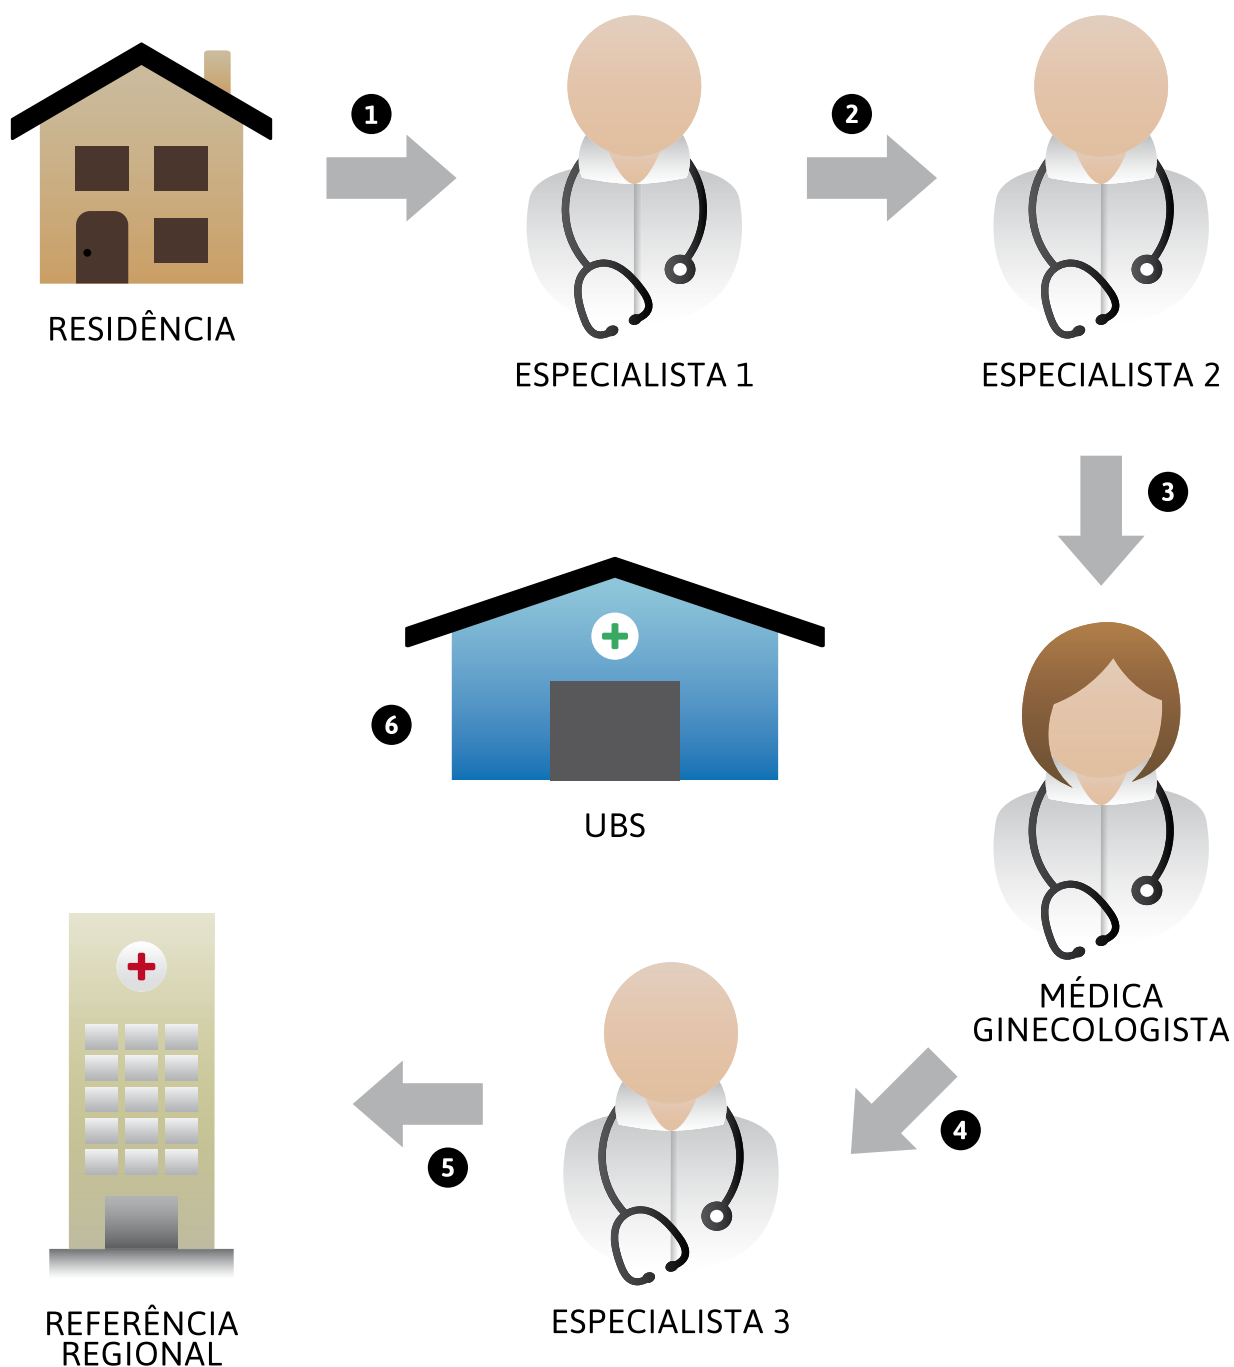 1
2
RESIDÊNCIA
ESPECIALISTA 1
ESPECIALISTA 2
3
6
UBS
MÉDICA
GINECOLOGISTA
4
5
ESPECIALISTA 3
REFERÊNCIA
REGIONAL